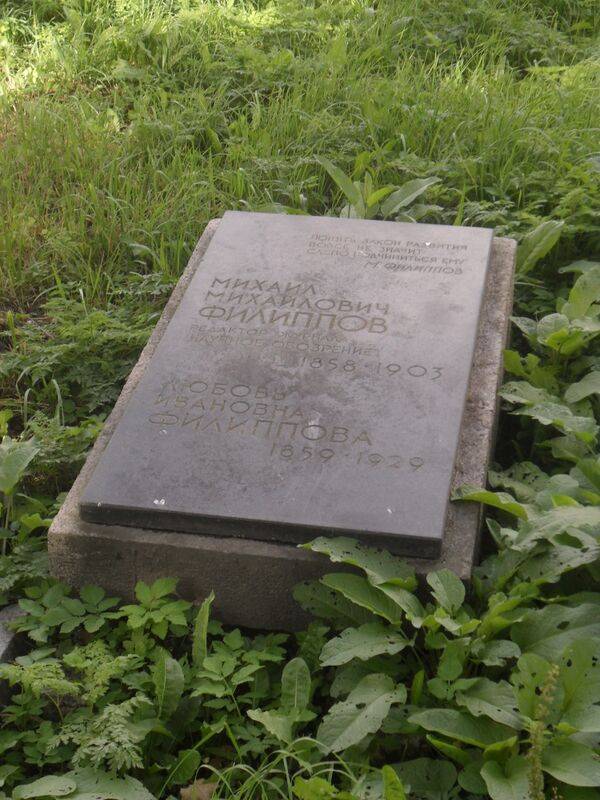 ПОНЯТЬ ЗАКОН РАЗВИТИЯ
ВОВСЕ НЕ ЗНАЧИТ
СЛЕПО ПОДЧИНИТЬСЯ ЕМУ
М. ФИЛИППОВ
МИХАИЛ
МИХАЙЛОВИЧ
ФИЛИППОВ
РЕДАКТОР ЖУРНАЛА
"НАУЧНОЕ ОБОЗРЕНИЕ"
1858 · 1903
ЛЮБОВЬ
ИВАНОВНА
ФИЛИППОВА
1859 · 1929